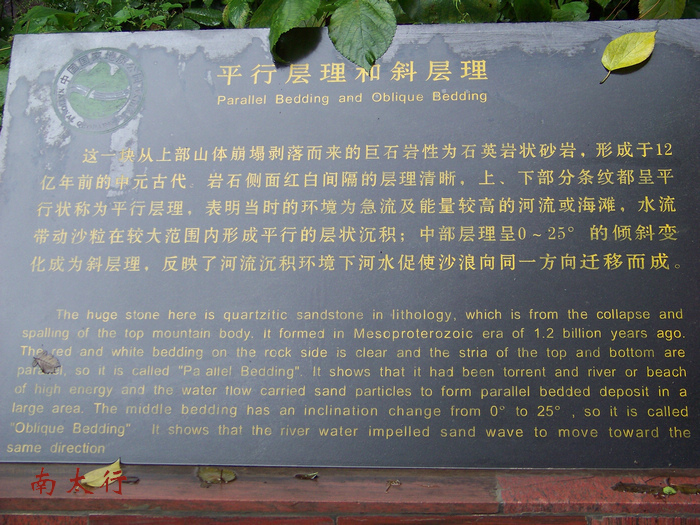 平行层理和斜层理
Parallel Bedding and Oblique Bedding
这一块从上部山体崩塌剥落而来的巨石岩性为石英岩状砂岩，形成于12
亿年前的中元古代。岩石侧面红白间隔的层理清晰，上、下部分条纹都呈平
行状称为平行层理，表明当时的环境为急流及能量较高的河流或海滩，水流
带动沙粒在较大范围内形成平行的层状沉积；中部层理呈0～25°的倾斜变
化成为斜层理，反映了河流沉积环境下河水促使沙浪向同一方向迁移而成。
The huge stone here is quartzitic sandstone in lithology, which is from the collapse and
spalling of the top mountain body. It formed in Mesoproterozoic era of 1.2 billion years ago.
The red and white bedding on the rock side is clear and the stria of the top and bottom are
so it is called "Pa allel Bedding". It shows that it had been torrent and river or beach
of high energy and the water flow carried sand particles to form parallel bedded deposit in a
large area. The middle bedding has an inclination change from 0° to 25° , so it is called
"Oblique Bedding". It shows that the river water impelled sand wave to move toward the
same direction
南太行